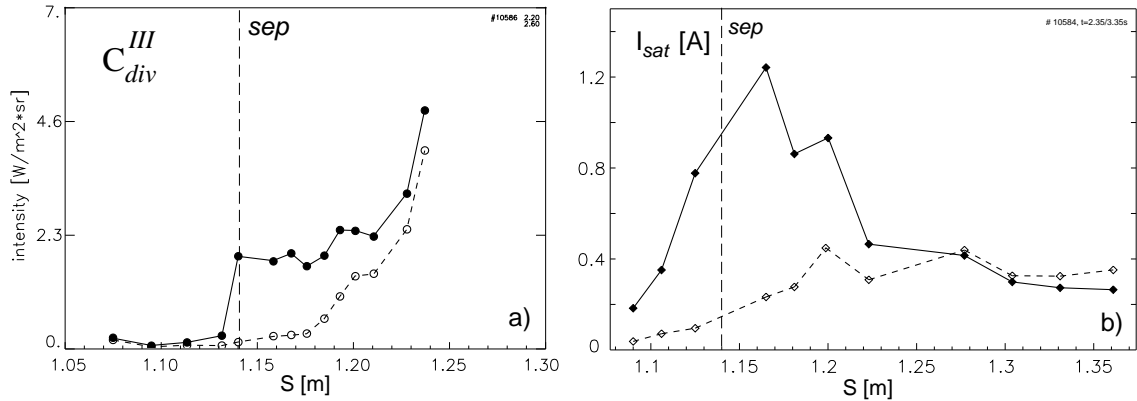 7.
4.6
2.3
0.
intensity [W/m^2*sr]
C_div^III
sep
#10586 2.20
2.60
a)
1.05 1.10 1.15 1.20 1.25 1.30
S [m]
1.2
0.8
0.4
0
I_sat [A]
sep
# 10584, t=2.35/3.35s
b)
1.1 1.15 1.2 1.25 1.3 1.35
S [m]